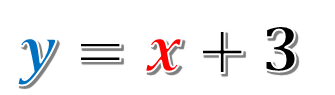 y = x + 3